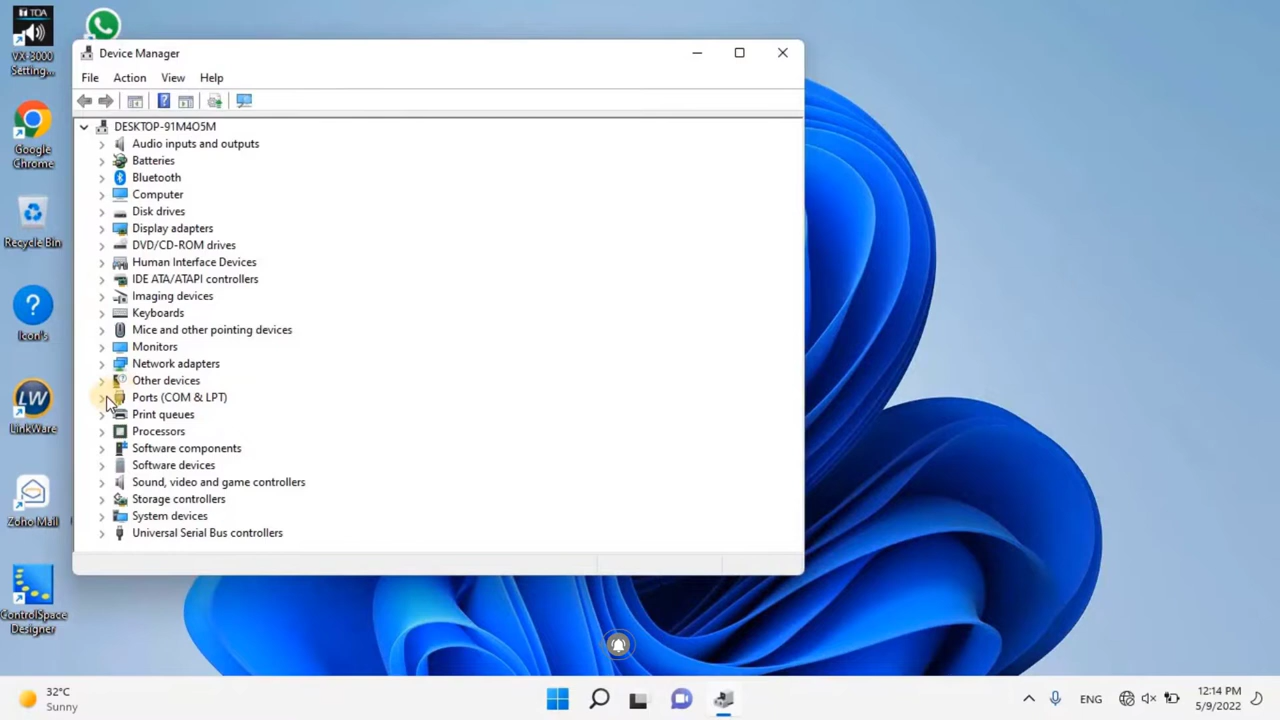 TOA
VX-3000
Setting...
Google
Chrome
Recycle Bin
Icon's
LW
LinkWare
Zoho Mail
ControlSpace
Designer
Device Manager
File Action View Help
DESKTOP-91M4O5M
Audio inputs and outputs
Batteries
Bluetooth
Computer
Disk drives
Display adapters
DVD/CD-ROM drives
Human Interface Devices
IDE ATA/ATAPI controllers
Imaging devices
Keyboards
Mice and other pointing devices
Monitors
Network adapters
Other devices
Ports (COM & LPT)
Print queues
Processors
Software components
Software devices
Sound, video and game controllers
Storage controllers
System devices
Universal Serial Bus controllers
32°C
Sunny
ENG
12:14 PM
5/9/2022